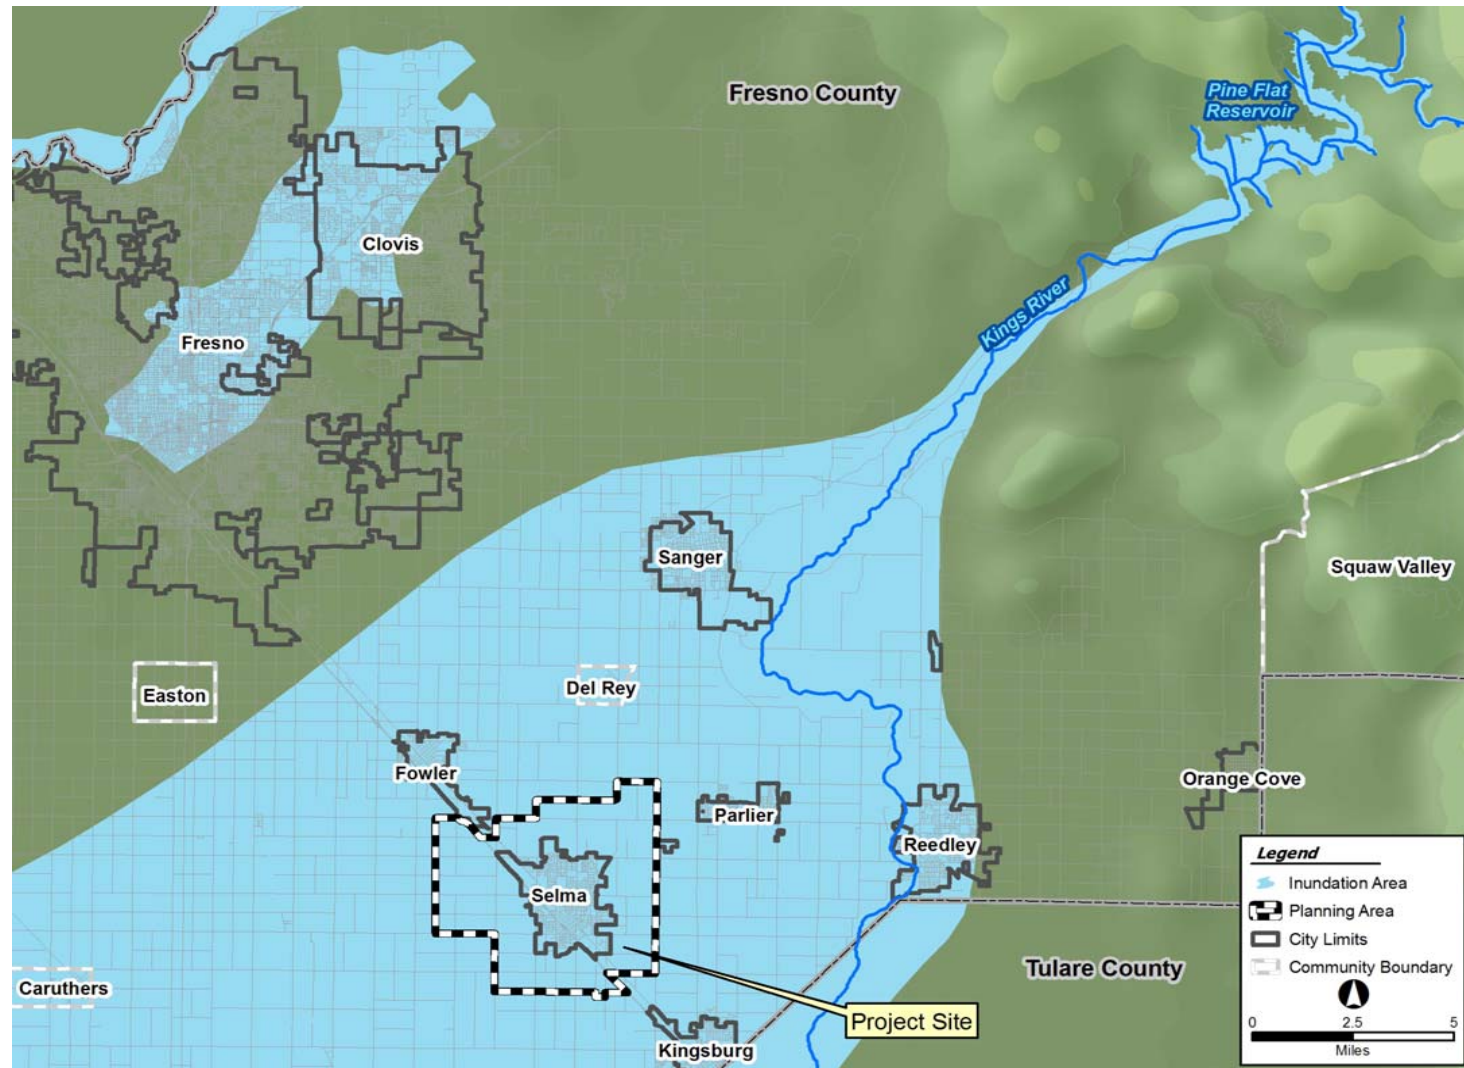 Fresno County
Pine Flat
Reservoir
Clovis
Kings River
Fresno
Sanger
Squaw Valley
Del Rey
Easton
Fowler
Orange Cove
Parlier
Reedley
Selma
Tulare County
Caruthers
Project Site
Kingsburg
Legend
Inundation Area
Planning Area
City Limits
Community Boundary
0 2.5 5
Miles